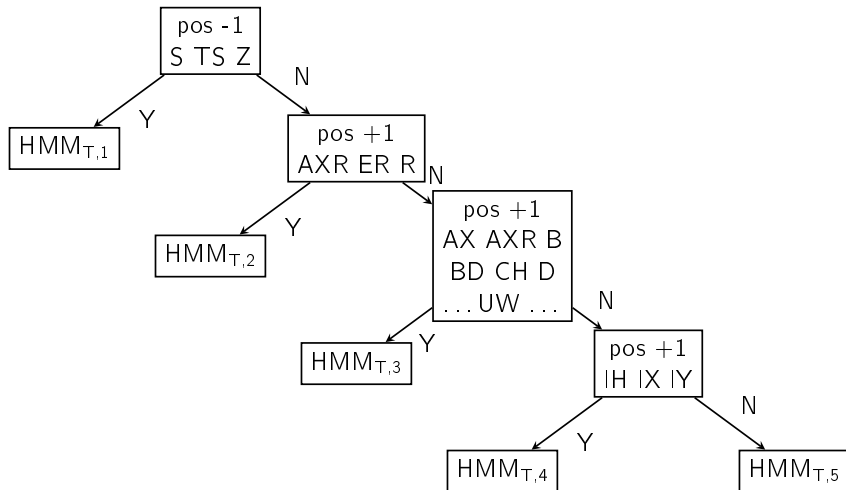 pos -1
S TS Z
N
Y
HMM_T,1
pos +1
AXR ER R
N
Y
HMM_T,2
pos +1
AX AXR B
BD CH D
... UW ...
N
Y
HMM_T,3
pos +1
IH IX IY
N
Y
HMM_T,4
HMM_T,5